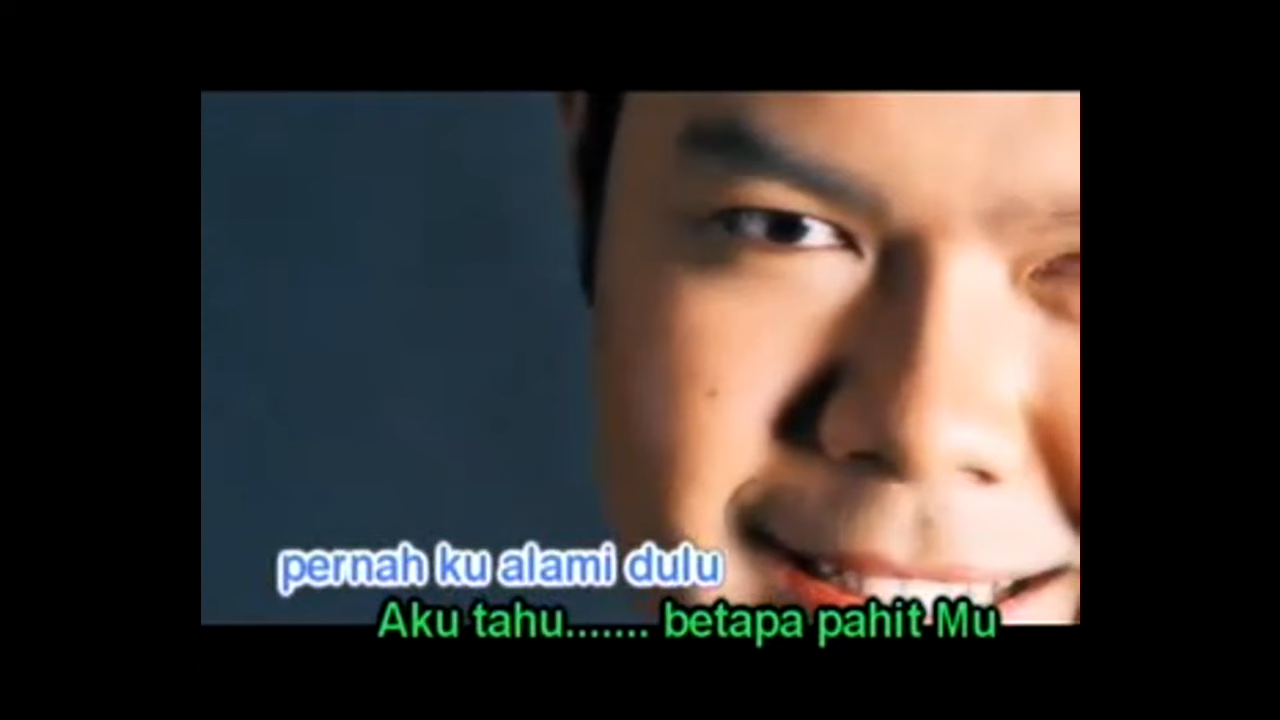 pernah ku alami dulu
Aku tahu....... betapa pahit Mu